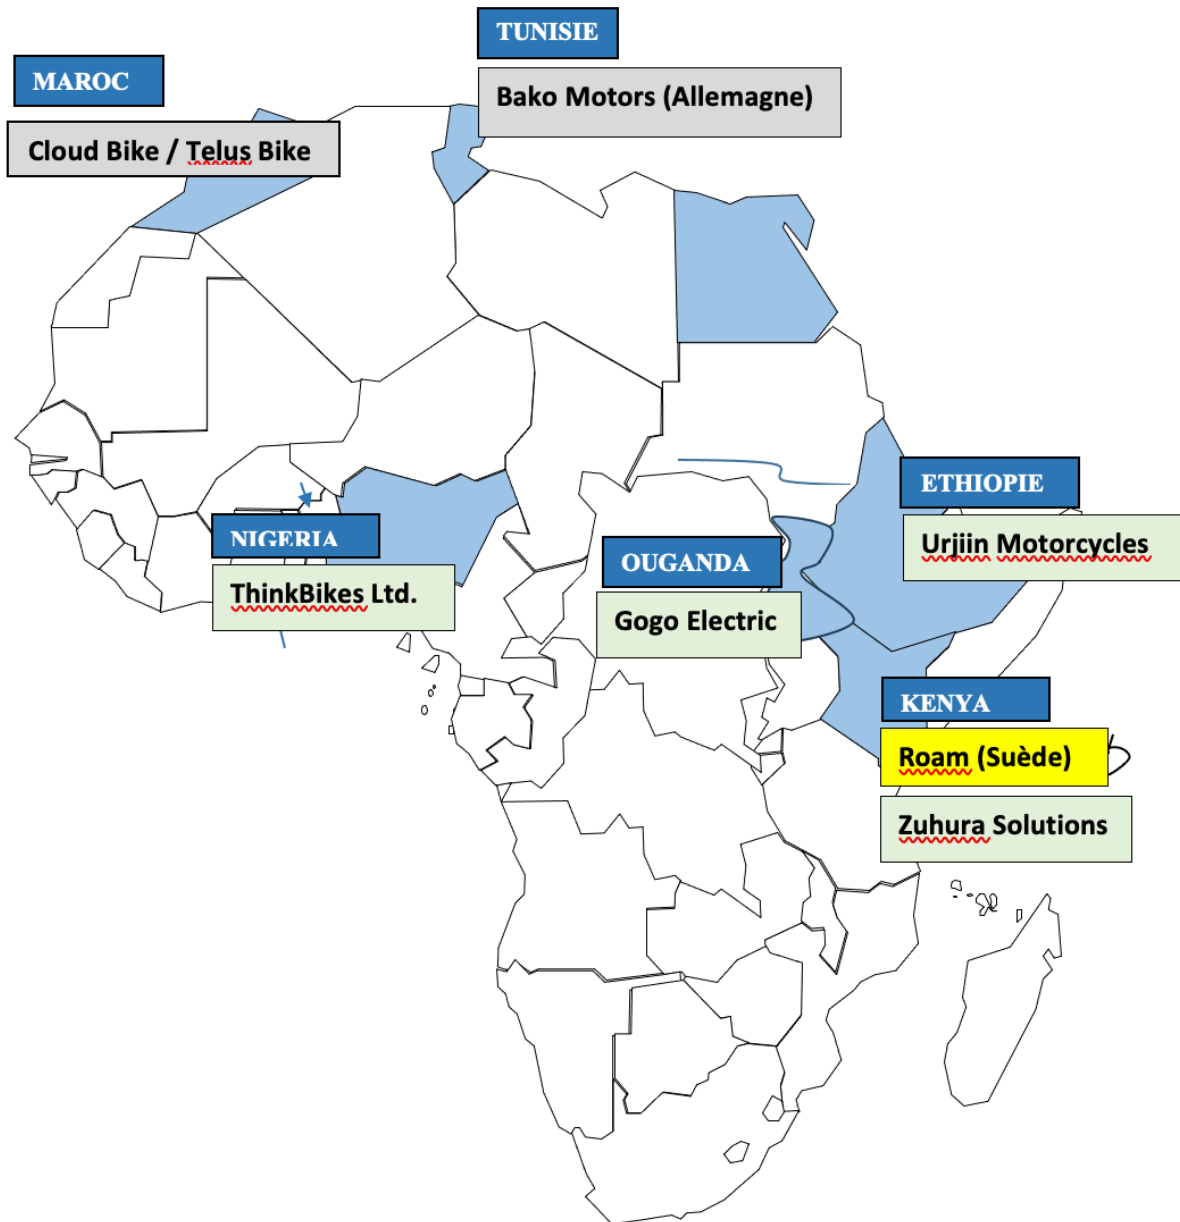 TUNISIE
Bako Motors (Allemagne)
MAROC
Cloud Bike / Telus Bike
ETHIOPIE
Urjiin Motorcycles
NIGERIA
ThinkBikes Ltd.
OUGANDA
Gogo Electric
KENYA
Roam (Suède)
Zuhura Solutions